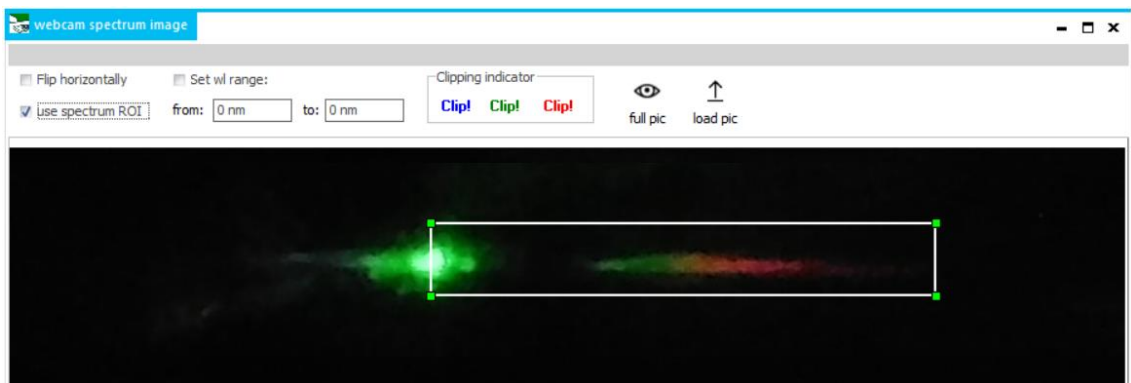 webcam spectrum image
Flip horizontally
Set wl range:
Clipping indicator
use spectrum ROI
from: 0 nm to: 0 nm
Clip! Clip! Clip!
full pic
load pic